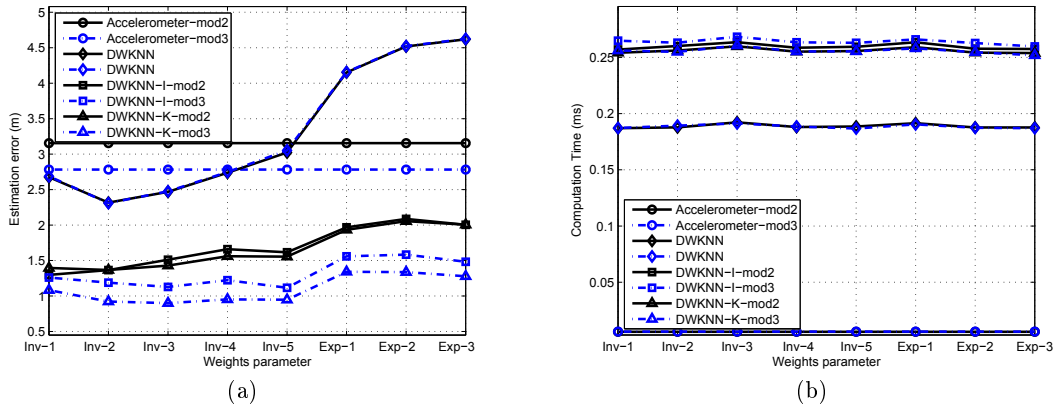 Accelerometer−mod2
Accelerometer−mod3
DWKNN
DWKNN
DWKNN−I−mod2
DWKNN−I−mod3
DWKNN−K−mod2
DWKNN−K−mod3
5
4.5
4
3.5
3
2.5
2
1.5
1
0.5
Estimation error (m)
Inv−1 Inv−2 Inv−3 Inv−4 Inv−5 Exp−1 Exp−2 Exp−3
Weights parameter
(a)
0.25
0.2
0.15
0.1
0.05
Computation Time (ms)
Accelerometer−mod2
Accelerometer−mod3
DWKNN
DWKNN
DWKNN−I−mod2
DWKNN−I−mod3
DWKNN−K−mod2
DWKNN−K−mod3
Inv−1 Inv−2 Inv−3 Inv−4 Inv−5 Exp−1 Exp−2 Exp−3
Weights parameter
(b)